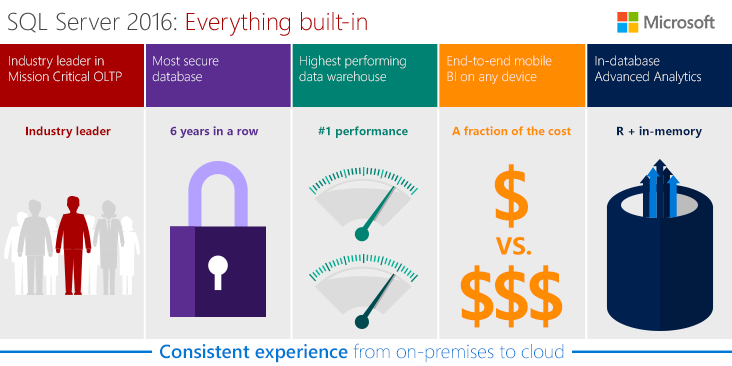 SQL Server 2016: Everything built-in
Microsoft
Industry leader in
Mission Critical OLTP
Most secure
database
Highest performing
data warehouse
End-to-end mobile
BI on any device
In-database
Advanced Analytics
Industry leader
6 years in a row
#1 performance
A fraction of the cost
R + in-memory
$
VS.
$$$
Consistent experience from on-premises to cloud